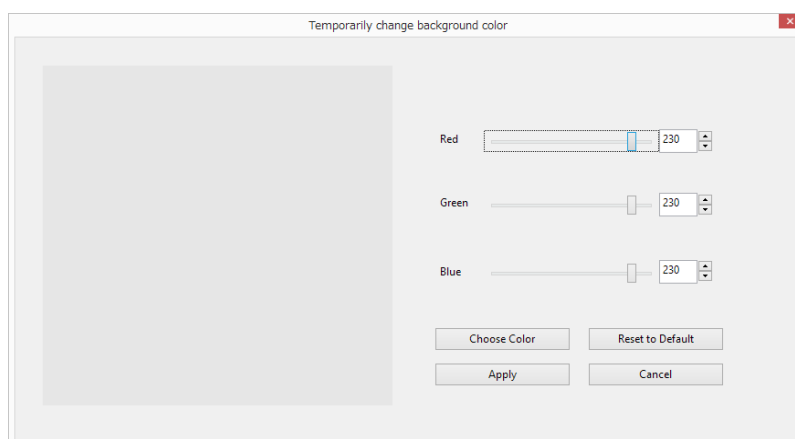 Temporarily change background color
Red 230
Green 230
Blue 230
Choose Color Reset to Default
Apply Cancel